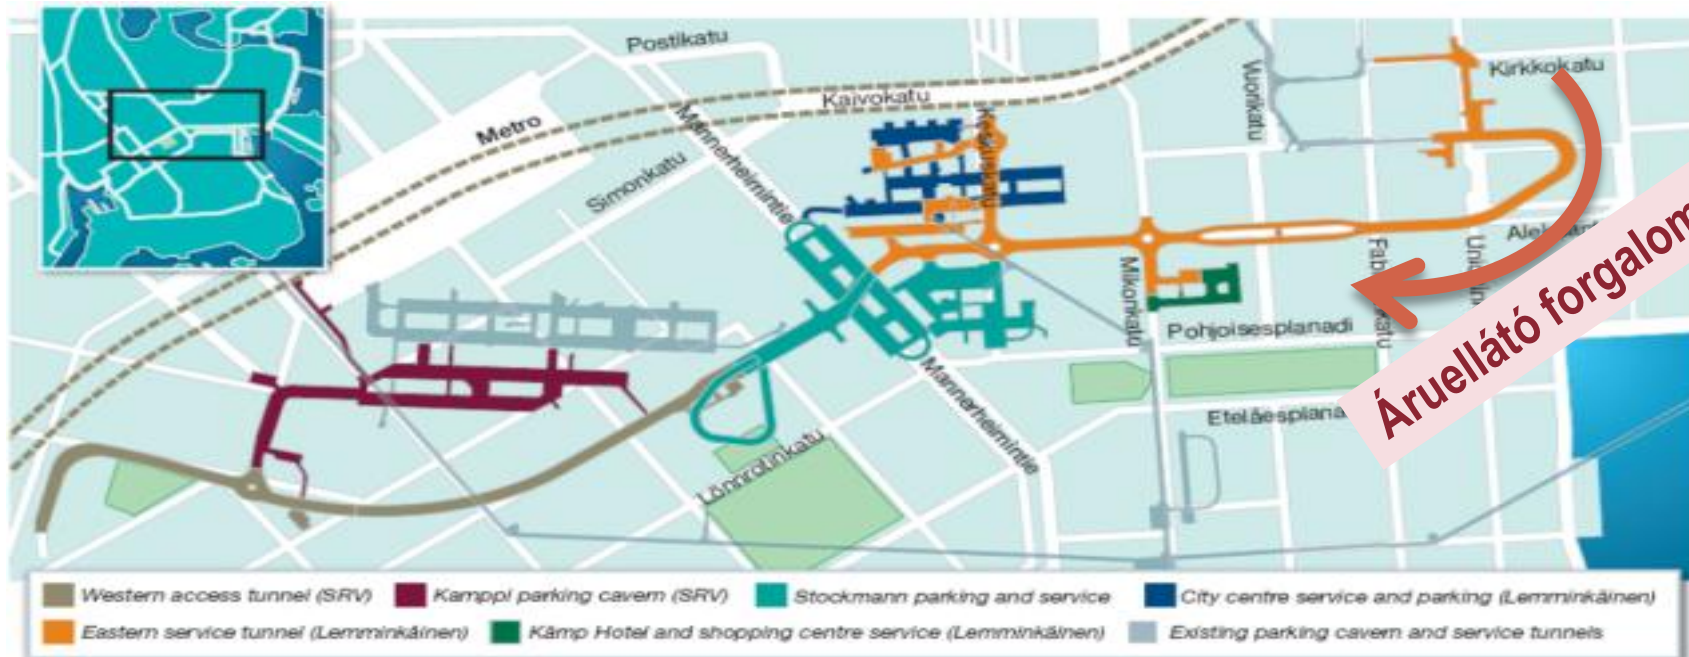 Postikatu
Kirkkokatu
Vuorikatu
Kaivokatu
Metro
Mannerheimintie
Simonkatu
Mikonkatu
Pohjoisesplanadi
Mannerheimintie
Lönnrotinkatu
Áruellátó forgalom
Western access tunnel (SRV)
Kamppi parking cavern (SRV)
Stockmann parking and service
City centre service and parking (Lemminkäinen)
Eastern service tunnel (Lemminkäinen)
Kämp Hotel and shopping centre service (Lemminkäinen)
Existing parking cavern and service tunnels